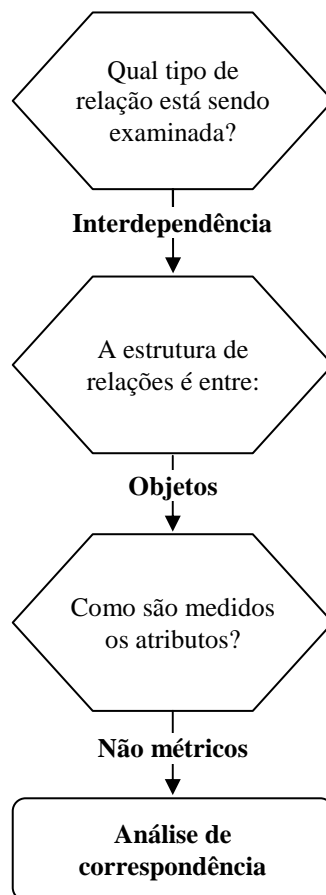 Qual tipo de
relação está sendo
examinada?
Interdependência
A estrutura de
relações é entre:
Objetos
Como são medidos
os atributos?
Não métricos
Análise de
correspondência